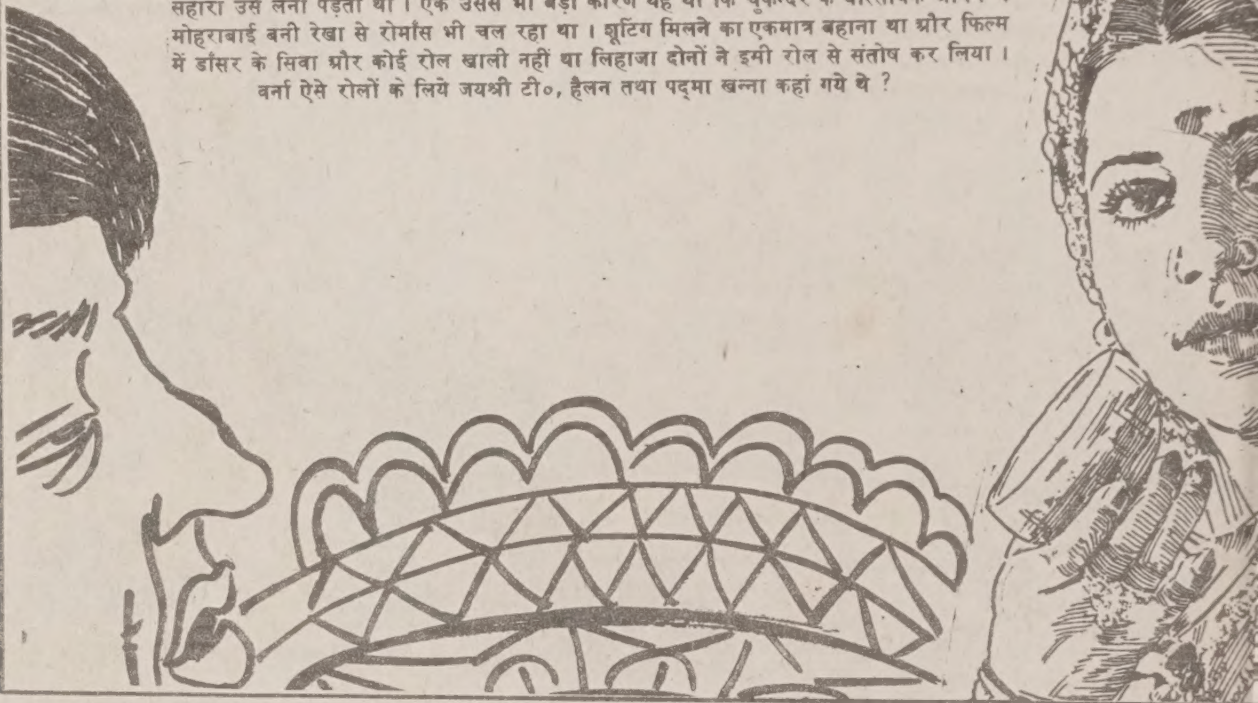 सहारा उसे लेना पड़ता था । एक उससे भी बड़ा कारण यह था कि के
मोहराबाई बनी रेखा से रोमाँस भी चल रहा था । शूटिंग मिलने का एकमात्र बहाना था और फिल्म
में डाँसर के सिवा और कोई रोल खाली नहीं था लिहाजा दोनों ने इमी रोल से संतोष कर लिया ।
वर्ना ऐसे रोलों के लिये जयश्री टी०, हैलन तथा पद्मा खन्ना कहां गये थे ?